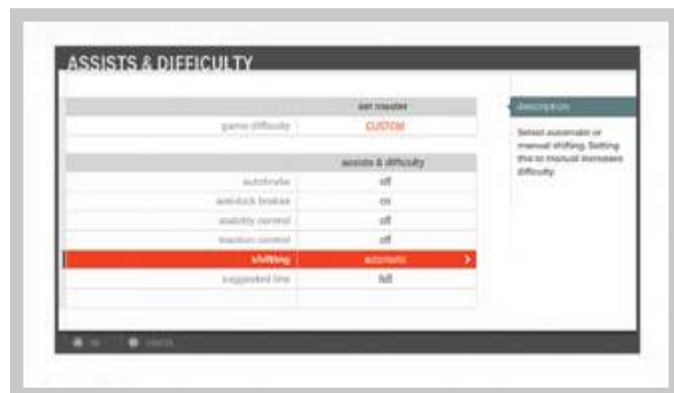 ASSISTS & DIFFICULTY
set master
game difficulty CUSTOM
assists & difficulty
autobrake off
anti-lock brakes on
stability control off
traction control off
shifting automatic
suggested line full
description
Select automatic or
manual shifting. Setting
this to manual increases
difficulty.